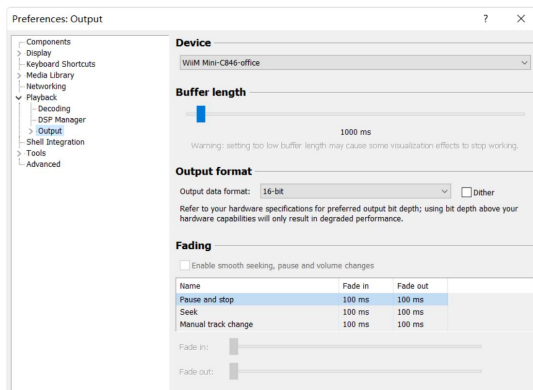 Preferences: Output
Components
Display
Keyboard Shortcuts
Media Library
Networking
Playback
Decoding
DSP Manager
Output
Shell Integration
Tools
Advanced
Device
WiiM Mini-C846-office
Buffer length
1000 ms
Warning: setting too low buffer length may cause some visualization effects to stop working.
Output format
Output data format: 16-bit Dither
Refer to your hardware specifications for preferred output bit depth; using bit depth above your
hardware capabilities will only result in degraded performance.
Fading
Enable smooth seeking, pause and volume changes
Name Fade in Fade out
Pause and stop 100 ms 100 ms
Seek 100 ms 100 ms
Manual track change 100 ms 100 ms
Fade in:
Fade out: